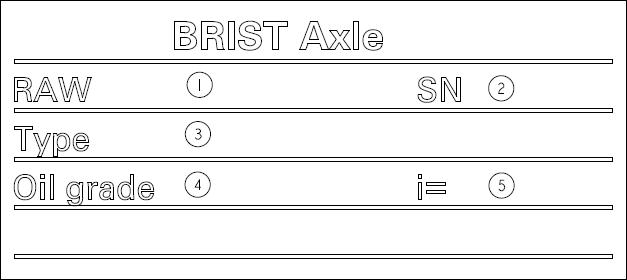 BRIST Axle
RAW 1 SN 2
Type 3
Oil grade 4 i= 5